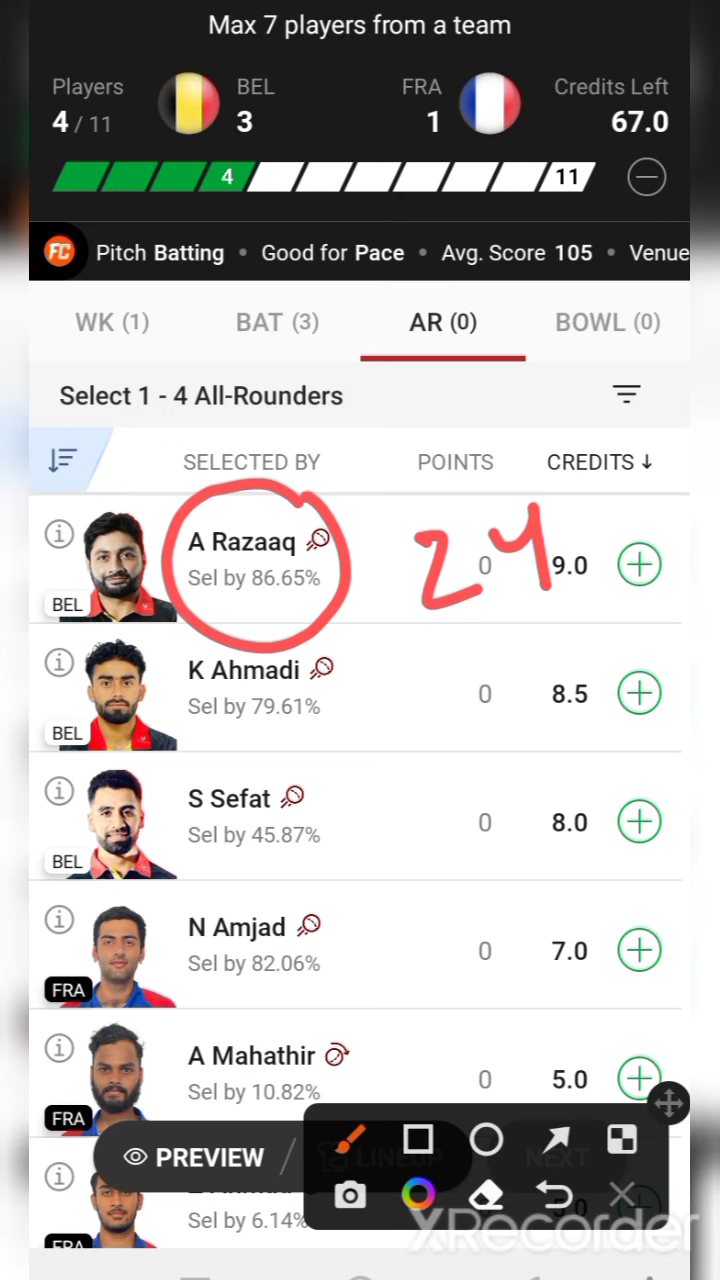 Max 7 players from a team
Players BEL FRA Credits Left
4 / 11 3 1 67.0
4 11
FC Pitch Batting • Good for Pace • Avg. Score 105 • Venue
WK (1) BAT (3) AR (0) BOWL (0)
Select 1 - 4 All-Rounders
SELECTED BY POINTS CREDITS ↓
A Razaaq
Sel by 86.65%
BEL 0 9.0
24
K Ahmadi
Sel by 79.61%
BEL 0 8.5
S Sefat
Sel by 45.87%
BEL 0 8.0
N Amjad
Sel by 82.06%
FRA 0 7.0
A Mahathir
Sel by 10.82%
FRA 0 5.0
PREVIEW / LINEUP NEXT
Sel by 6.14%
FRA
XRecorder